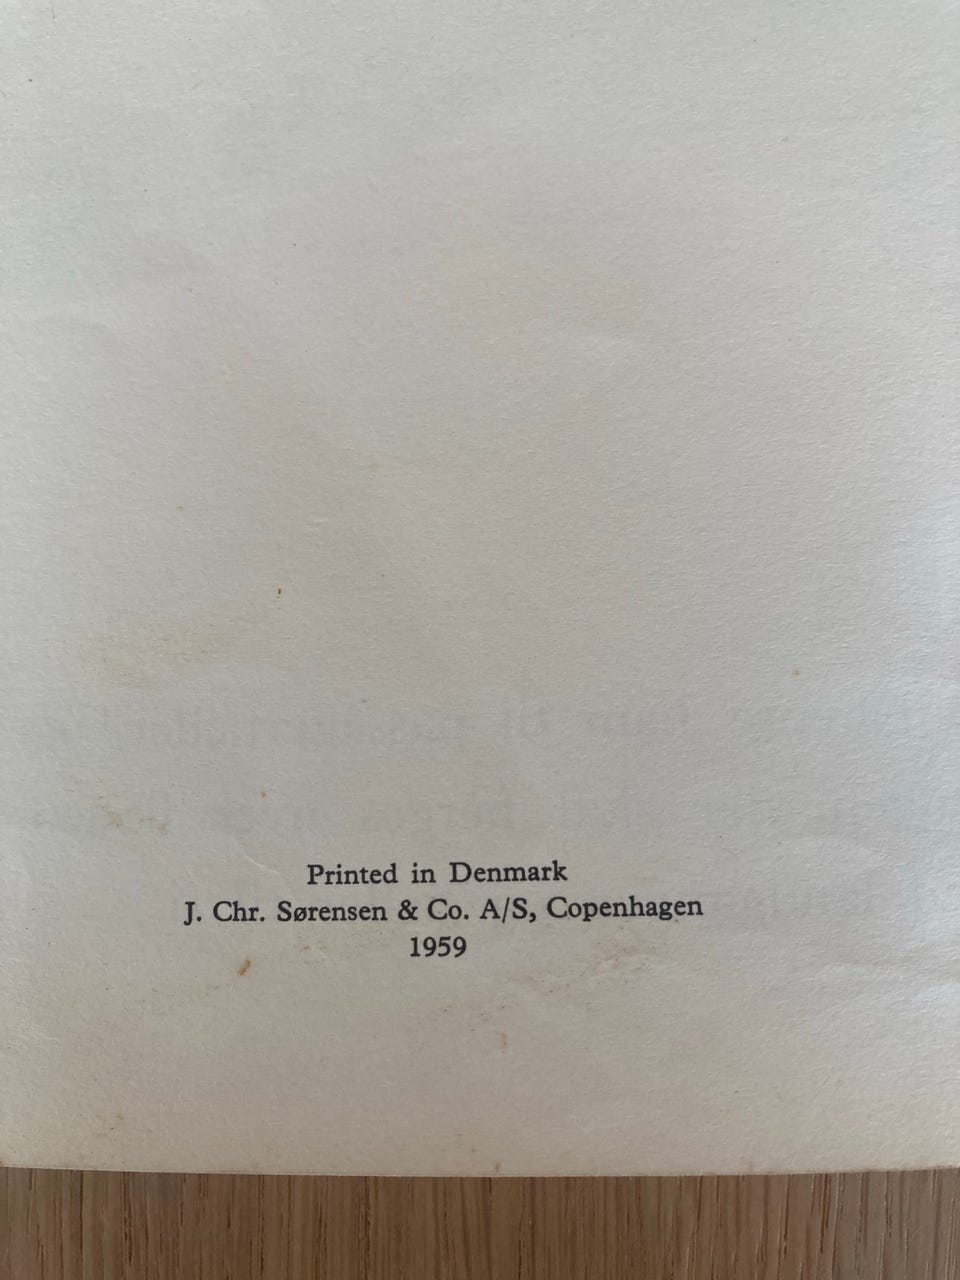 Printed in Denmark
J. Chr. Sørensen & Co. A/S, Copenhagen
1959